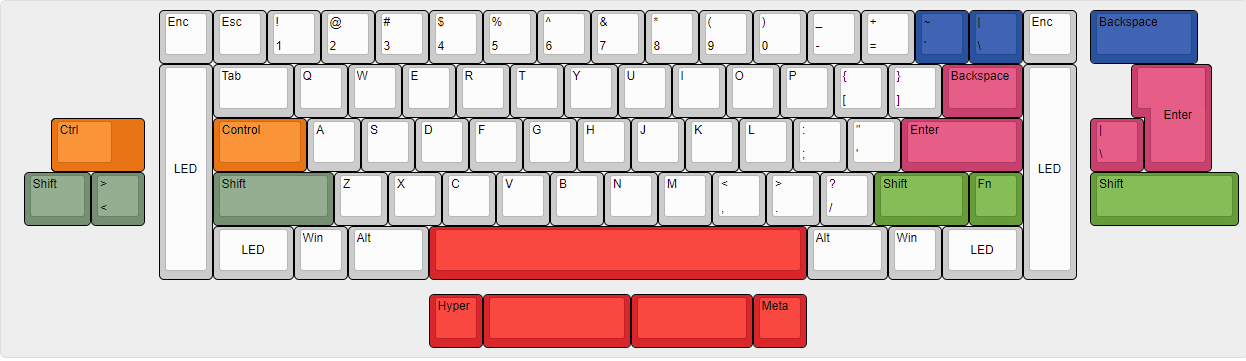 Enc Esc ! @ # $ % ^ & * ( ) _ + ~ | Enc Backspace
1 2 3 4 5 6 7 8 9 0 - = ` \
Tab Q W E R T Y U I O P { } Backspace
[ ]
Ctrl Control A S D F G H J K L : " Enter | Enter
; ' \
LED LED
Shift > Shift Z X C V B N M < > ? Shift Fn Shift
< , . /
LED Win Alt Alt Win LED
Hyper Meta